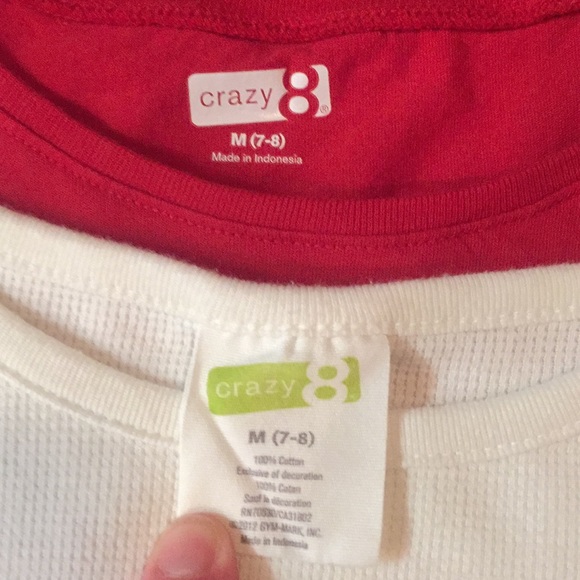 crazy 8®
M (7-8)
Made in Indonesia
crazy 8
M (7-8)
100% Cotton
Exclusive of decoration
100% Coton
Sauf la décoration
©2012 GYM-MARK, INC.
Made in Indonesia